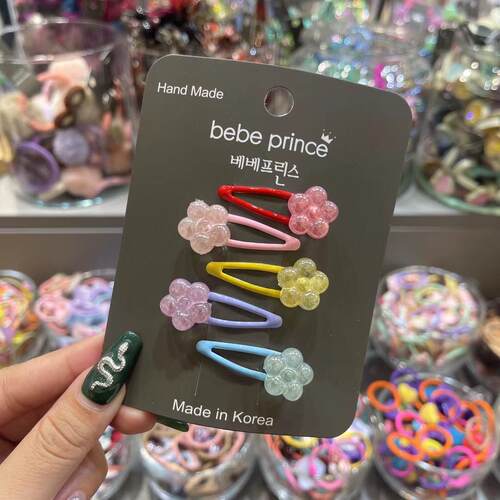 Hand Made
bebe prince
베베프린스
Made in Korea